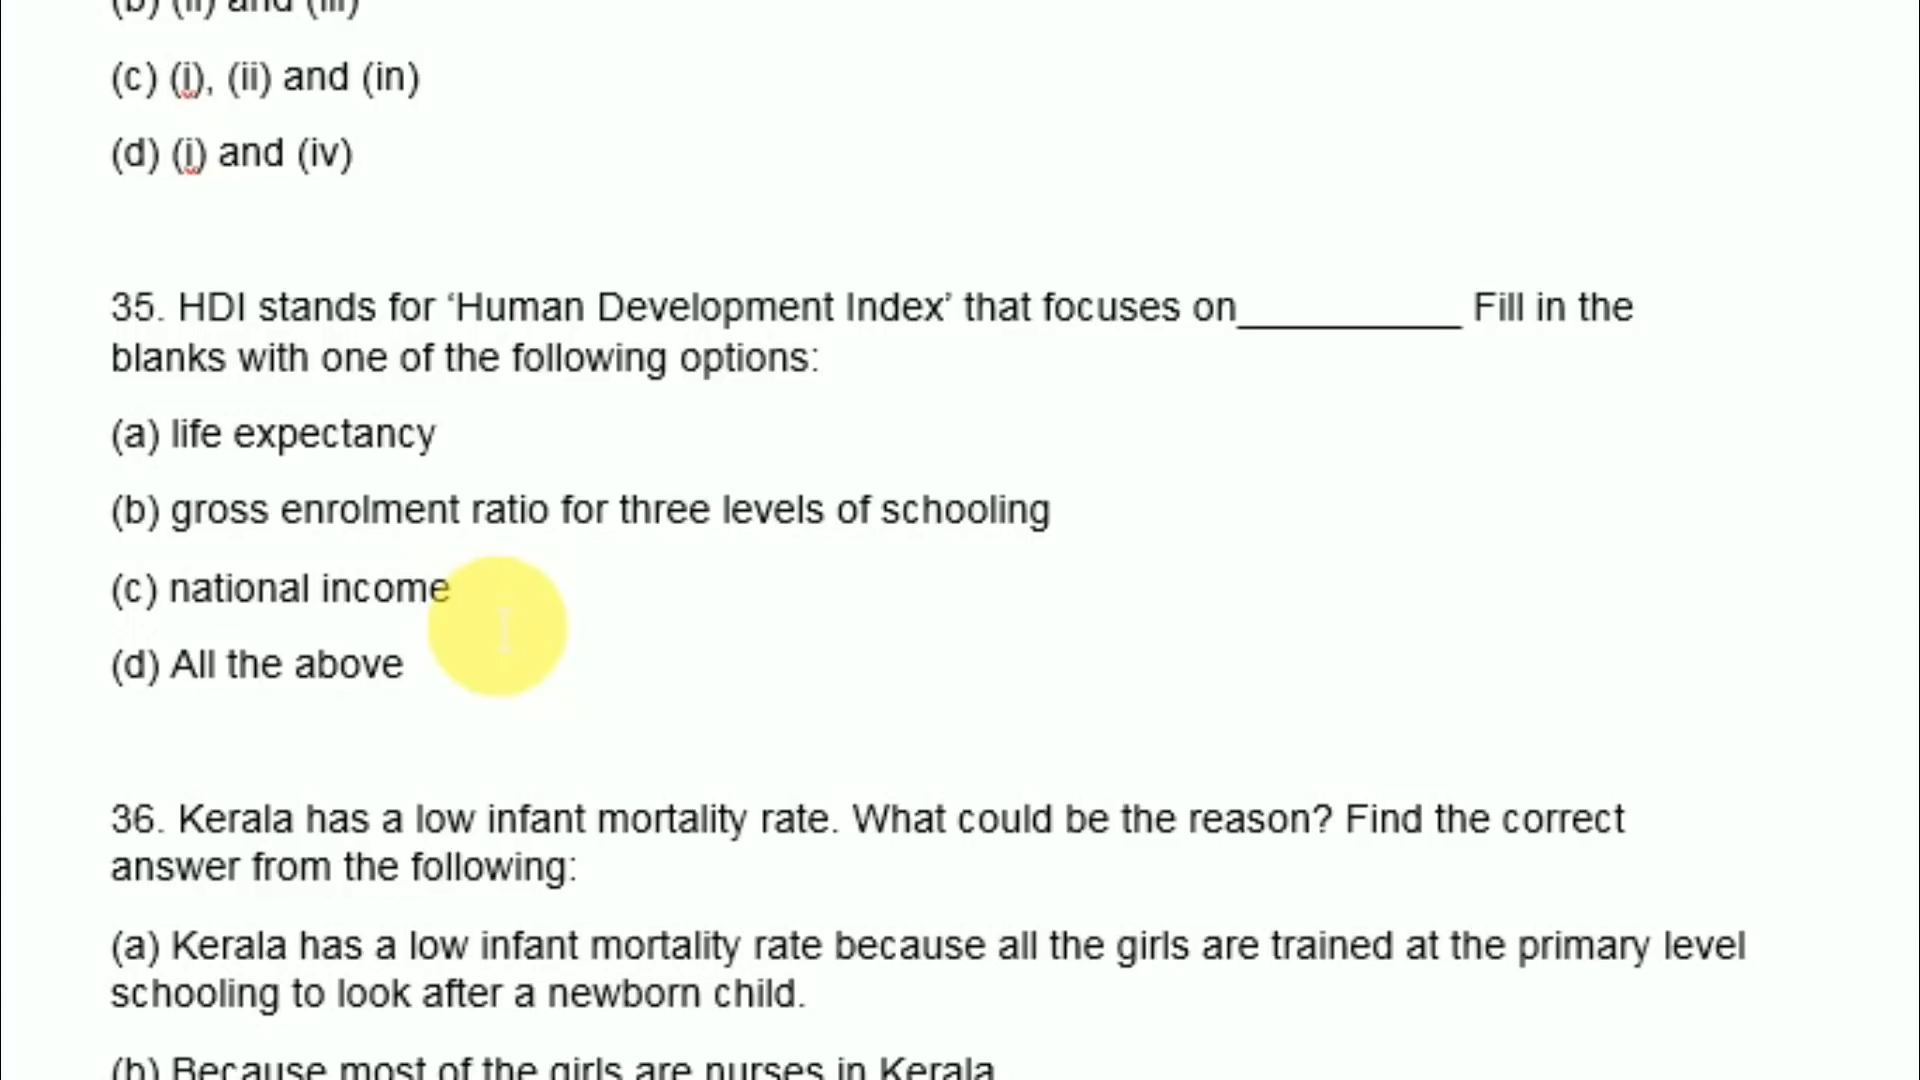 (b) (ii) and (iii)
(c) (i), (ii) and (in)
(d) (i) and (iv)
35. HDI stands for ‘Human Development Index’ that focuses on__________ Fill in the
blanks with one of the following options:
(a) life expectancy
(b) gross enrolment ratio for three levels of schooling
(c) national income
(d) All the above
36. Kerala has a low infant mortality rate. What could be the reason? Find the correct
answer from the following:
(a) Kerala has a low infant mortality rate because all the girls are trained at the primary level
schooling to look after a newborn child.
(b) Because most of the girls are nurses in Kerala